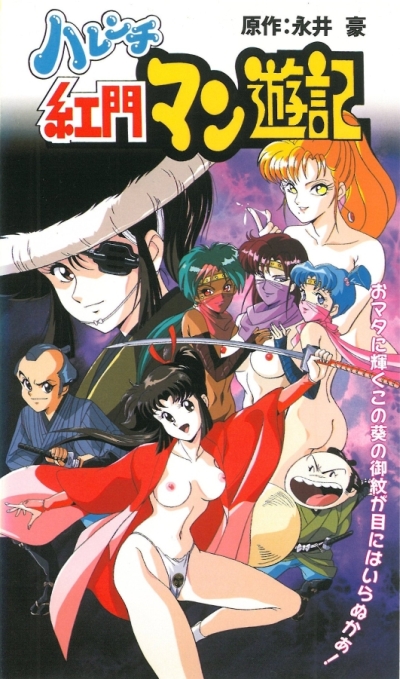 ハレンチ
原作：永井 豪
紅門マン遊記
おマタに輝くこの葵の御紋が目にはいらぬかぁ！